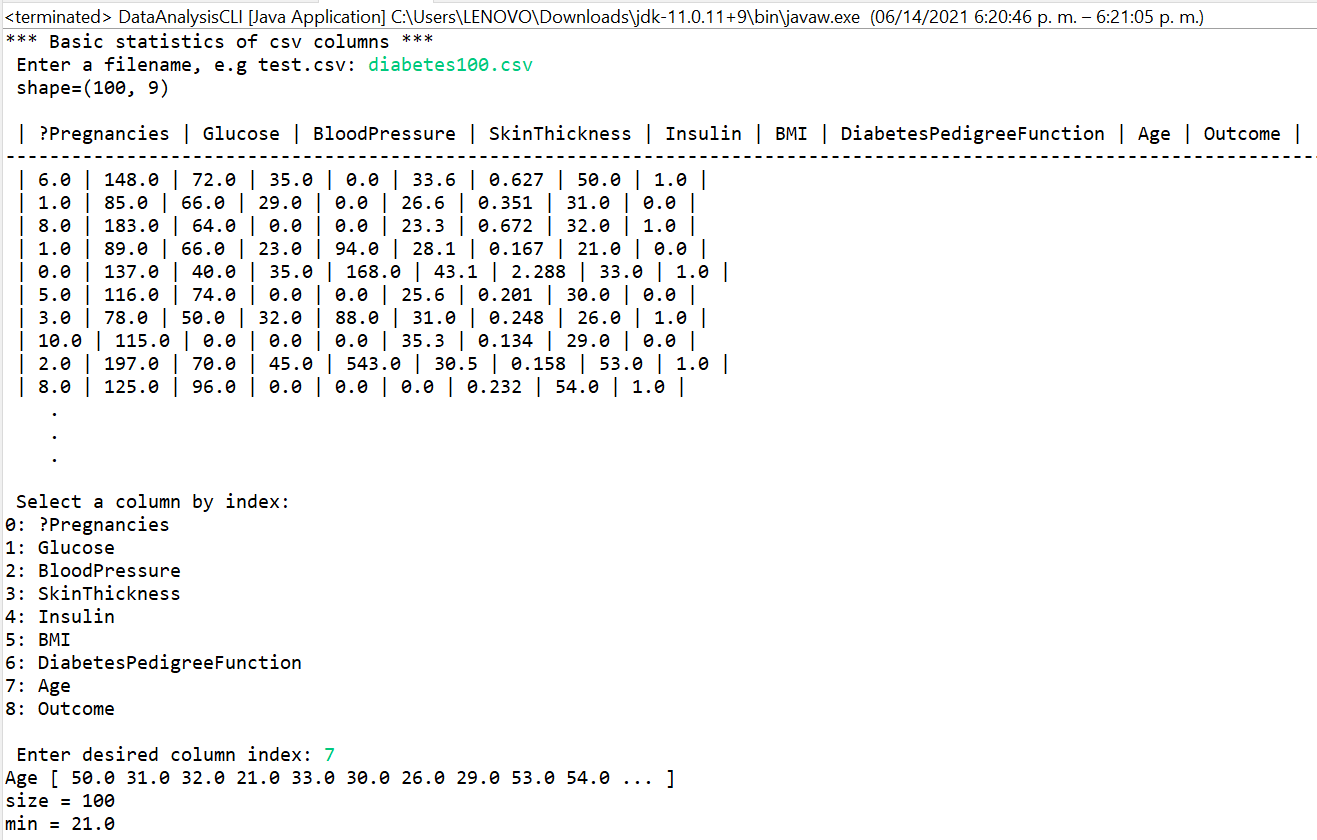 <terminated> DataAnalysisCLI [Java Application] C:\Users\LENOVO\Downloads\jdk-11.0.11+9\bin\javaw.exe  (06/14/2021 6:20:46 p. m. – 6:21:05 p. m.)
*** Basic statistics of csv columns ***
 Enter a filename, e.g test.csv: diabetes100.csv
 shape=(100, 9)
 | ?Pregnancies | Glucose | BloodPressure | SkinThickness | Insulin | BMI | DiabetesPedigreeFunction | Age | Outcome |
------------------------------------------------------------------------------------------------------------------------
 | 6.0 | 148.0 | 72.0 | 35.0 | 0.0 | 33.6 | 0.627 | 50.0 | 1.0 |
 | 1.0 | 85.0 | 66.0 | 29.0 | 0.0 | 26.6 | 0.351 | 31.0 | 0.0 |
 | 8.0 | 183.0 | 64.0 | 0.0 | 0.0 | 23.3 | 0.672 | 32.0 | 1.0 |
 | 1.0 | 89.0 | 66.0 | 23.0 | 94.0 | 28.1 | 0.167 | 21.0 | 0.0 |
 | 0.0 | 137.0 | 40.0 | 35.0 | 168.0 | 43.1 | 2.288 | 33.0 | 1.0 |
 | 5.0 | 116.0 | 74.0 | 0.0 | 0.0 | 25.6 | 0.201 | 30.0 | 0.0 |
 | 3.0 | 78.0 | 50.0 | 32.0 | 88.0 | 31.0 | 0.248 | 26.0 | 1.0 |
 | 10.0 | 115.0 | 0.0 | 0.0 | 0.0 | 35.3 | 0.134 | 29.0 | 0.0 |
 | 2.0 | 197.0 | 70.0 | 45.0 | 543.0 | 30.5 | 0.158 | 53.0 | 1.0 |
 | 8.0 | 125.0 | 96.0 | 0.0 | 0.0 | 0.0 | 0.232 | 54.0 | 1.0 |
    .
    .
    .
 Select a column by index:
0: ?Pregnancies
1: Glucose
2: BloodPressure
3: SkinThickness
4: Insulin
5: BMI
6: DiabetesPedigreeFunction
7: Age
8: Outcome
 Enter desired column index: 7
Age [ 50.0 31.0 32.0 21.0 33.0 30.0 26.0 29.0 53.0 54.0 ... ]
size = 100
min = 21.0